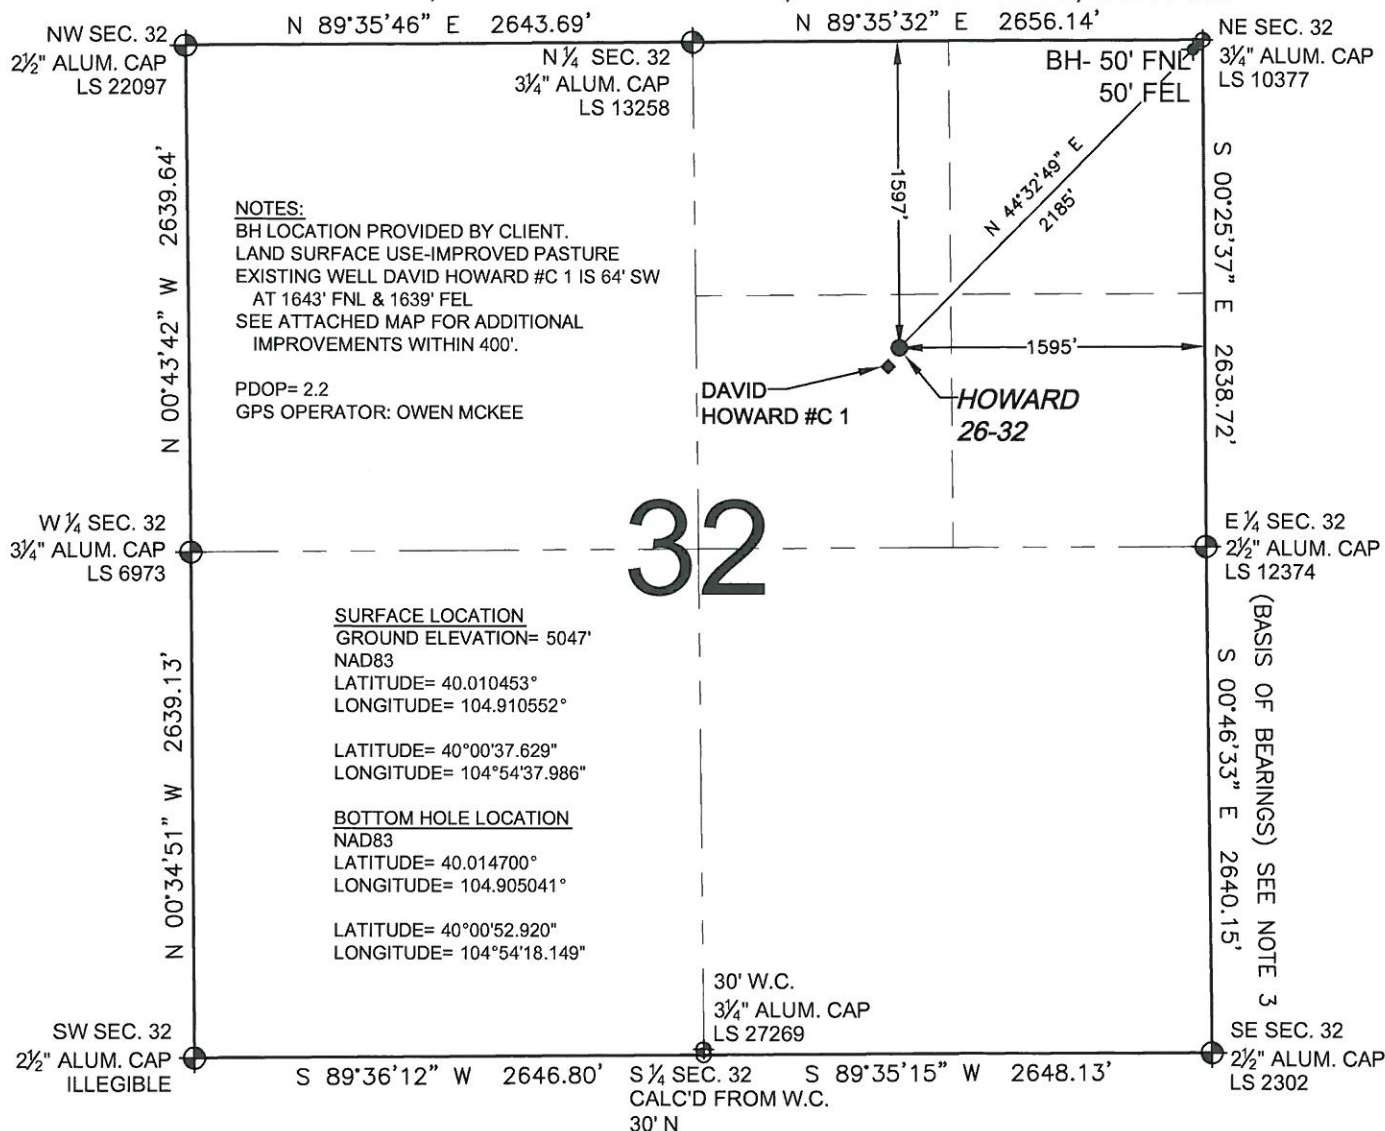 N 89°35'46" E 2643.69'
N 89°35'32" E 2656.14'
NW SEC. 32
2½" ALUM. CAP
LS 22097
N ¼ SEC. 32
3¼" ALUM. CAP
LS 13258
NE SEC. 32
3¼" ALUM. CAP
LS 10377
BH- 50' FNL
50' FEL
N 00°43'42" W 2639.64'
NOTES:
BH LOCATION PROVIDED BY CLIENT.
LAND SURFACE USE-IMPROVED PASTURE
EXISTING WELL DAVID HOWARD #C 1 IS 64' SW
AT 1643' FNL & 1639' FEL
SEE ATTACHED MAP FOR ADDITIONAL
IMPROVEMENTS WITHIN 400'.
PDOP= 2.2
GPS OPERATOR: OWEN MCKEE
1597'
N 44°32'49" E
2185'
S 00°25'37" E 2638.72'
1595'
DAVID
HOWARD #C 1
HOWARD
26-32
32
W ¼ SEC. 32
3¼" ALUM. CAP
LS 6973
E ¼ SEC. 32
2½" ALUM. CAP
LS 12374
N 00°34'51" W 2639.13'
SURFACE LOCATION
GROUND ELEVATION= 5047'
NAD83
LATITUDE= 40.010453°
LONGITUDE= 104.910552°
LATITUDE= 40°00'37.629"
LONGITUDE= 104°54'37.986"
BOTTOM HOLE LOCATION
NAD83
LATITUDE= 40.014700°
LONGITUDE= 104.905041°
LATITUDE= 40°00'52.920"
LONGITUDE= 104°54'18.149"
S 00°46'33" E 2640.15'
(BASIS OF BEARINGS) SEE NOTE 3
30' W.C.
3¼" ALUM. CAP
LS 27269
SW SEC. 32
2½" ALUM. CAP
ILLEGIBLE
S 89°36'12" W 2646.80'
S ¼ SEC. 32
CALC'D FROM W.C.
30' N
S 89°35'15" W 2648.13'
SE SEC. 32
2½" ALUM. CAP
LS 2302